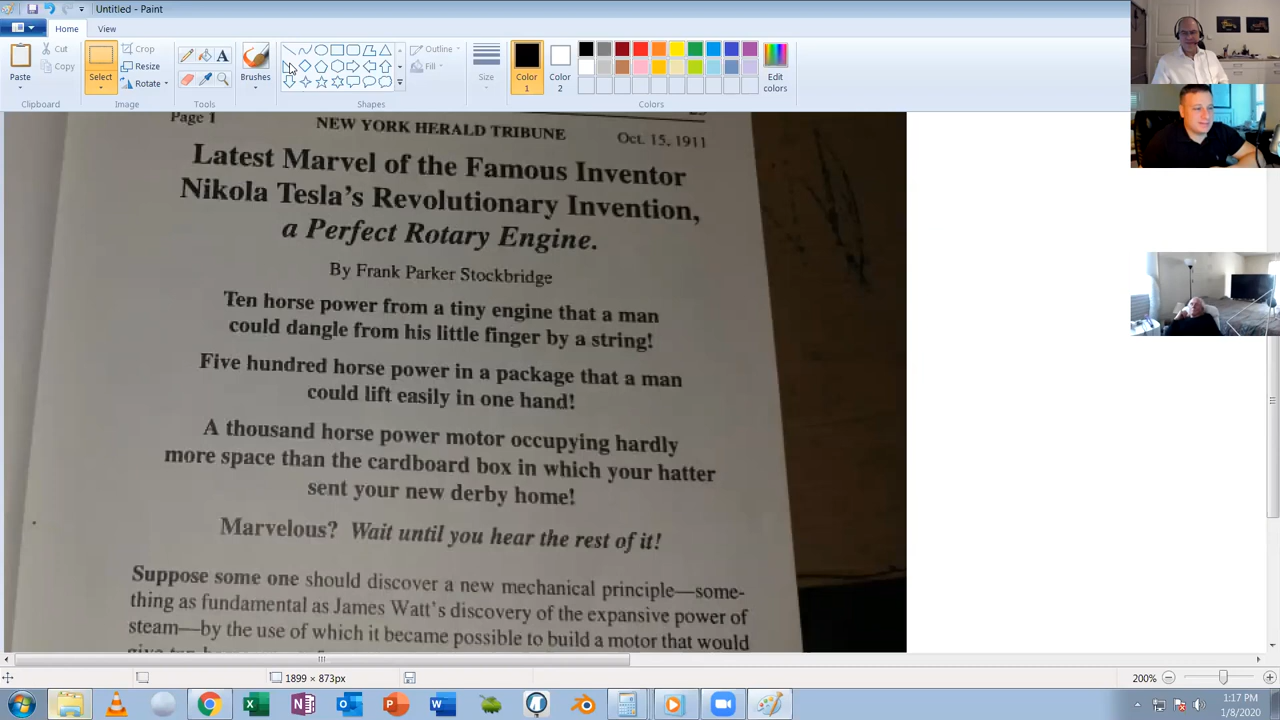 Untitled - Paint
Home View
Paste
Cut
Copy
Clipboard
Select
Crop
Resize
Rotate
Image
A
Tools
Brushes
Shapes
Outline
Fill
Size
Color 1
Color 2
Edit colors
Colors
Page 1 NEW YORK HERALD TRIBUNE Oct. 15, 1911
Latest Marvel of the Famous Inventor
Nikola Tesla's Revolutionary Invention,
a Perfect Rotary Engine.
By Frank Parker Stockbridge
Ten horse power from a tiny engine that a man
could dangle from his little finger by a string!
Five hundred horse power in a package that a man
could lift easily in one hand!
A thousand horse power motor occupying hardly
more space than the cardboard box in which your hatter
sent your new derby home!
Marvelous? Wait until you hear the rest of it!
Suppose some one should discover a new mechanical principle—some-
thing as fundamental as James Watt's discovery of the expansive power of
steam—by the use of which it became possible to build a motor that would
1899 × 873px
200%
1:17 PM
1/8/2020